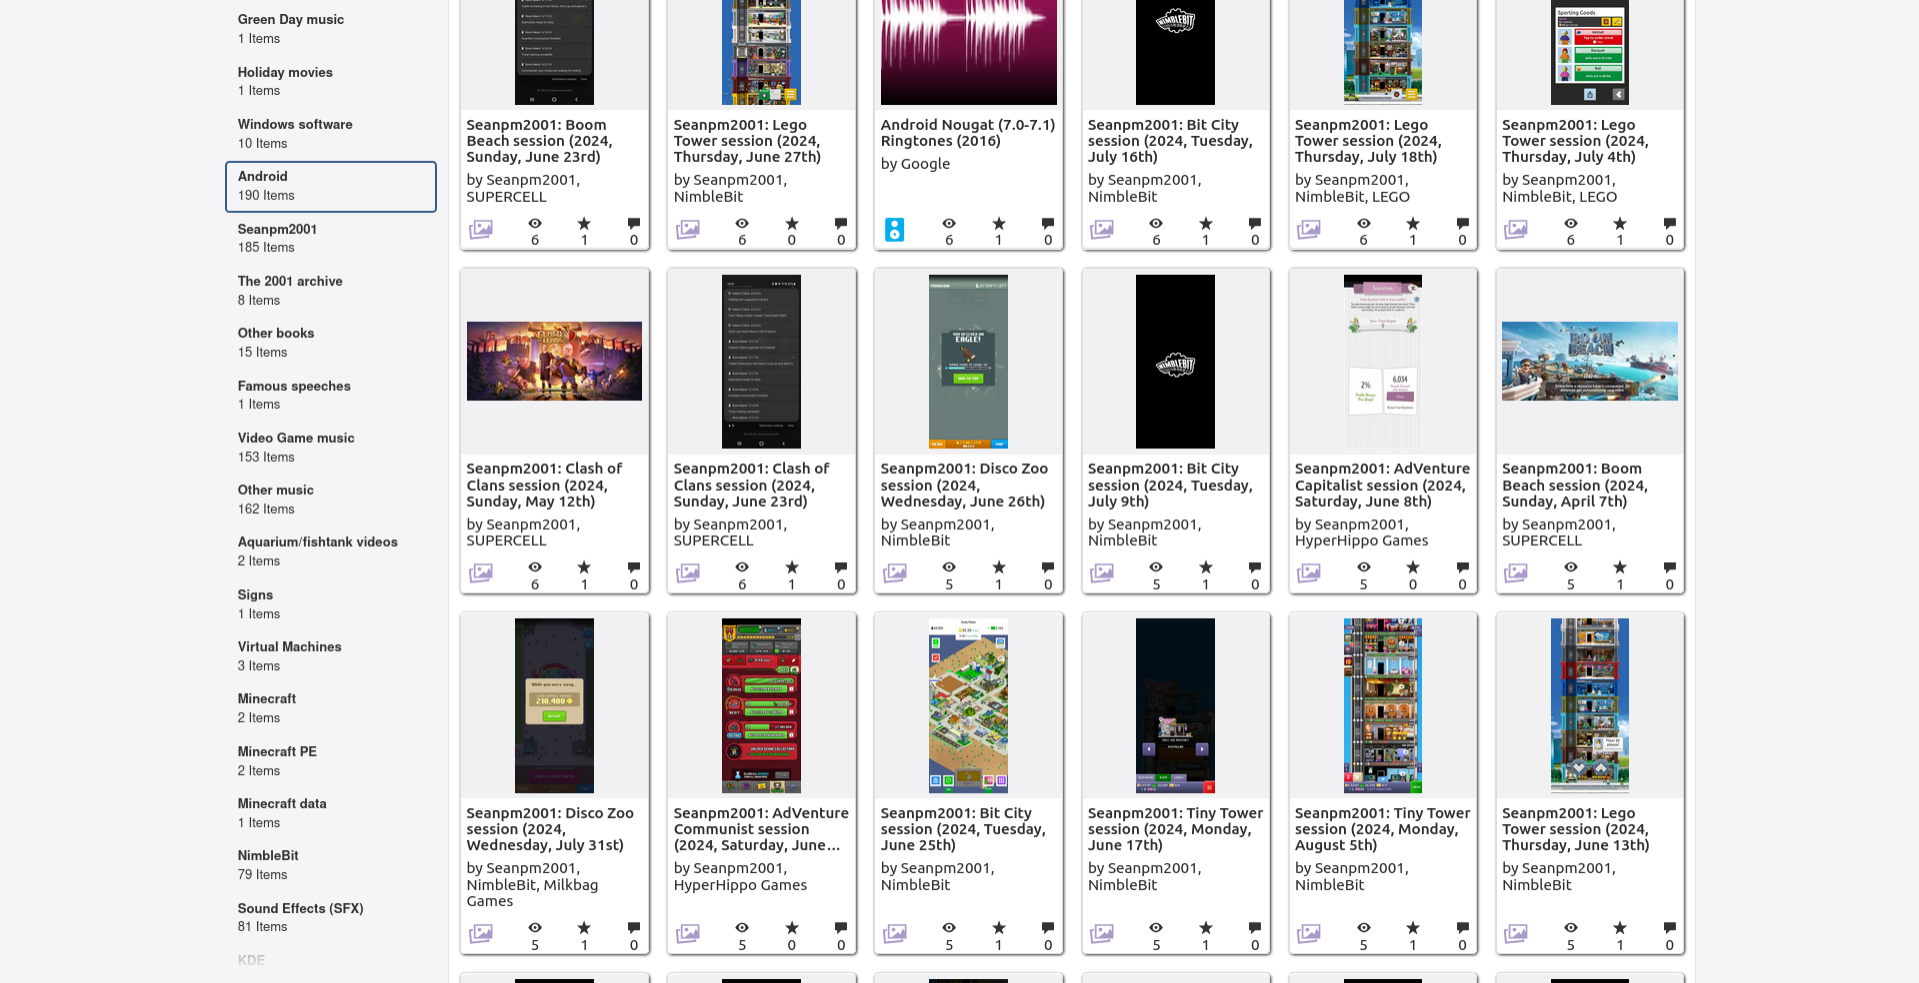 Green Day music
1 Items
Holiday movies
1 Items
Windows software
10 Items
Android
190 Items
Seanpm2001
185 Items
The 2001 archive
8 Items
Other books
15 Items
Famous speeches
1 Items
Video Game music
153 Items
Other music
162 Items
Aquarium/fishtank videos
2 Items
Signs
1 Items
Virtual Machines
3 Items
Minecraft
2 Items
Minecraft PE
2 Items
Minecraft data
1 Items
NimbleBit
79 Items
Sound Effects (SFX)
81 Items
KDE
Seanpm2001: Boom
Beach session (2024,
Sunday, June 23rd)
by Seanpm2001,
SUPERCELL
6 1 0
Seanpm2001: Lego
Tower session (2024,
Thursday, June 27th)
by Seanpm2001,
NimbleBit
6 0 0
Android Nougat (7.0-7.1)
Ringtones (2016)
by Google
6 1 0
NIMBLEBIT
Seanpm2001: Bit City
session (2024, Tuesday,
July 16th)
by Seanpm2001,
NimbleBit
6 1 0
Seanpm2001: Lego
Tower session (2024,
Thursday, July 18th)
by Seanpm2001,
NimbleBit, LEGO
6 1 0
Sporting Goods
Seanpm2001: Lego
Tower session (2024,
Thursday, July 4th)
by Seanpm2001,
NimbleBit, LEGO
6 1 0
Seanpm2001: Clash of
Clans session (2024,
Sunday, May 12th)
by Seanpm2001,
SUPERCELL
6 1 0
Seanpm2001: Clash of
Clans session (2024,
Sunday, June 23rd)
by Seanpm2001,
SUPERCELL
6 1 0
EAGLE!
Seanpm2001: Disco Zoo
session (2024,
Wednesday, June 26th)
by Seanpm2001,
NimbleBit
5 1 0
NIMBLEBIT
Seanpm2001: Bit City
session (2024, Tuesday,
July 9th)
by Seanpm2001,
NimbleBit
5 1 0
2%
6,034
Seanpm2001: AdVenture
Capitalist session (2024,
Saturday, June 8th)
by Seanpm2001,
HyperHippo Games
5 0 0
BOOM
BEACH
Seanpm2001: Boom
Beach session (2024,
Sunday, April 7th)
by Seanpm2001,
SUPERCELL
5 1 0
While you were away...
210,400
Seanpm2001: Disco Zoo
session (2024,
Wednesday, July 31st)
by Seanpm2001,
NimbleBit, Milkbag
Games
5 1 0
Seanpm2001: AdVenture
Communist session
(2024, Saturday, June...
by Seanpm2001,
HyperHippo Games
5 0 0
Seanpm2001: Bit City
session (2024, Tuesday,
June 25th)
by Seanpm2001,
NimbleBit
5 1 0
Seanpm2001: Tiny Tower
session (2024, Monday,
June 17th)
by Seanpm2001,
NimbleBit
5 1 0
Seanpm2001: Tiny Tower
session (2024, Monday,
August 5th)
by Seanpm2001,
NimbleBit
5 1 0
Seanpm2001: Lego
Tower session (2024,
Thursday, June 13th)
by Seanpm2001,
NimbleBit
5 1 0